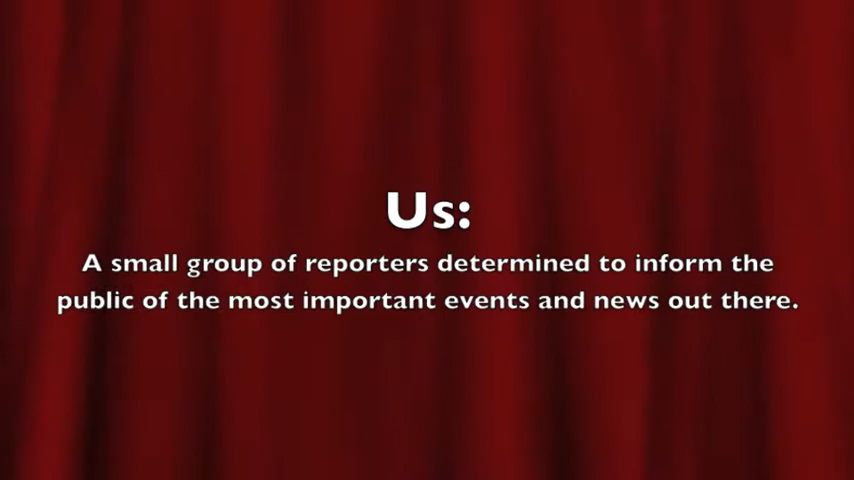 Us:
A small group of reporters determined to inform the
public of the most important events and news out there.